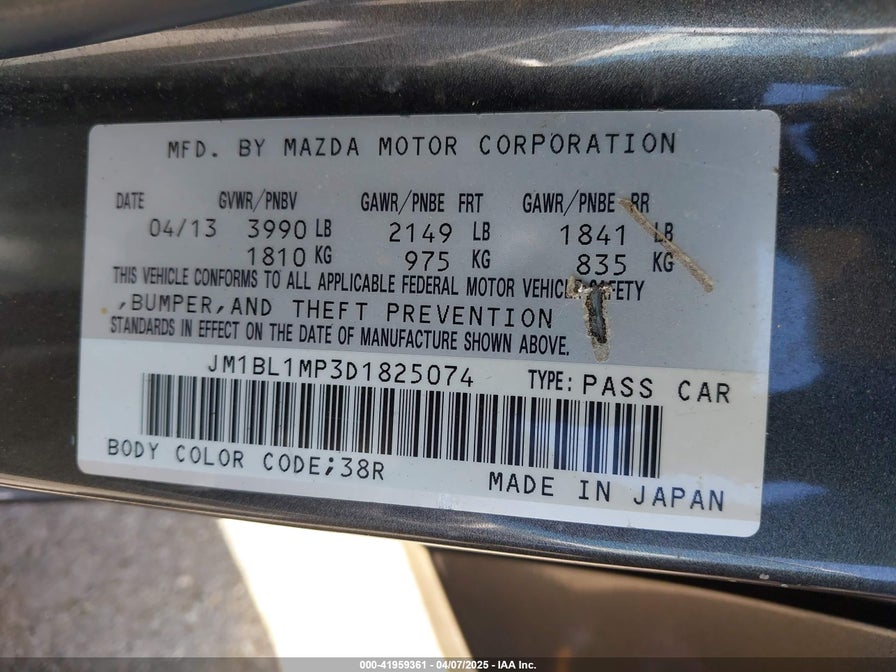 MFD. BY MAZDA MOTOR CORPORATION
DATE GVWR/PNBV GAWR/PNBE FRT GAWR/PNBE RR
04/13 3990 LB 2149 LB 1841 LB
1810 KG 975 KG 835 KG
THIS VEHICLE CONFORMS TO ALL APPLICABLE FEDERAL MOTOR VEHICLE SAFETY
,BUMPER,AND THEFT PREVENTION
STANDARDS IN EFFECT ON THE DATE OF MANUFACTURE SHOWN ABOVE.
JM1BL1MP3D1825074 TYPE: PASS CAR
BODY COLOR CODE;38R
MADE IN JAPAN
000-41959361 | 04/07/2025 - IAA Inc.